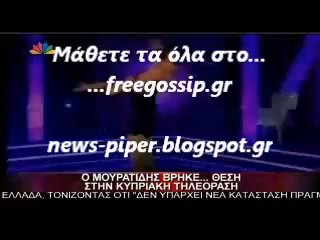 Μάθετε τα όλα στο...
...freegossip.gr
news-piper.blogspot.gr
Ο ΜΟΥΡΑΤΙΔΗΣ ΒΡΗΚΕ... ΘΕΣΗ
ΣΤΗΝ ΚΥΠΡΙΑΚΗ ΤΗΛΕΟΡΑΣΗ
ΕΛΛΑΔΑ, ΤΟΝΙΖΟΝΤΑΣ ΟΤΙ "ΔΕΝ ΥΠΑΡΧΕΙ ΝΕΑ ΚΑΤΑΣΤΑΣΗ ΠΡΑΓΜ